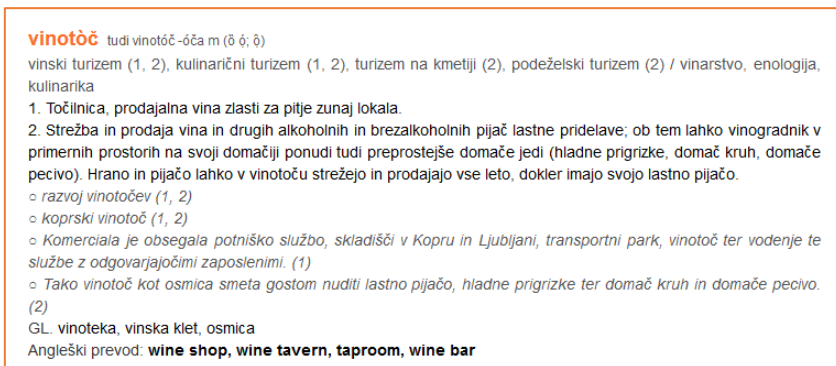 vinotòč tudi vinotóč -óča m (ȍ ọ́; ọ̑)
vinski turizem (1, 2), kulinarični turizem (1, 2), turizem na kmetiji (2), podeželski turizem (2) / vinarstvo, enologija,
kulinarika
1. Točilnica, prodajalna vina zlasti za pitje zunaj lokala.
2. Strežba in prodaja vina in drugih alkoholnih in brezalkoholnih pijač lastne pridelave; ob tem lahko vinogradnik v
primernih prostorih na svoji domačiji ponudi tudi preprostejše domače jedi (hladne prigrizke, domač kruh, domače
pecivo). Hrano in pijačo lahko v vinotoču strežejo in prodajajo vse leto, dokler imajo svojo lastno pijačo.
○ razvoj vinotočev (1, 2)
○ koprski vinotoč (1, 2)
○ Komerciala je obsegala potniško službo, skladišči v Kopru in Ljubljani, transportni park, vinotoč ter vodenje te
službe z odgovarjajočimi zaposlenimi. (1)
○ Tako vinotoč kot osmica smeta gostom nuditi lastno pijačo, hladne prigrizke ter domač kruh in domače pecivo.
(2)
GL. vinoteka, vinska klet, osmica
Angleški prevod: wine shop, wine tavern, taproom, wine bar